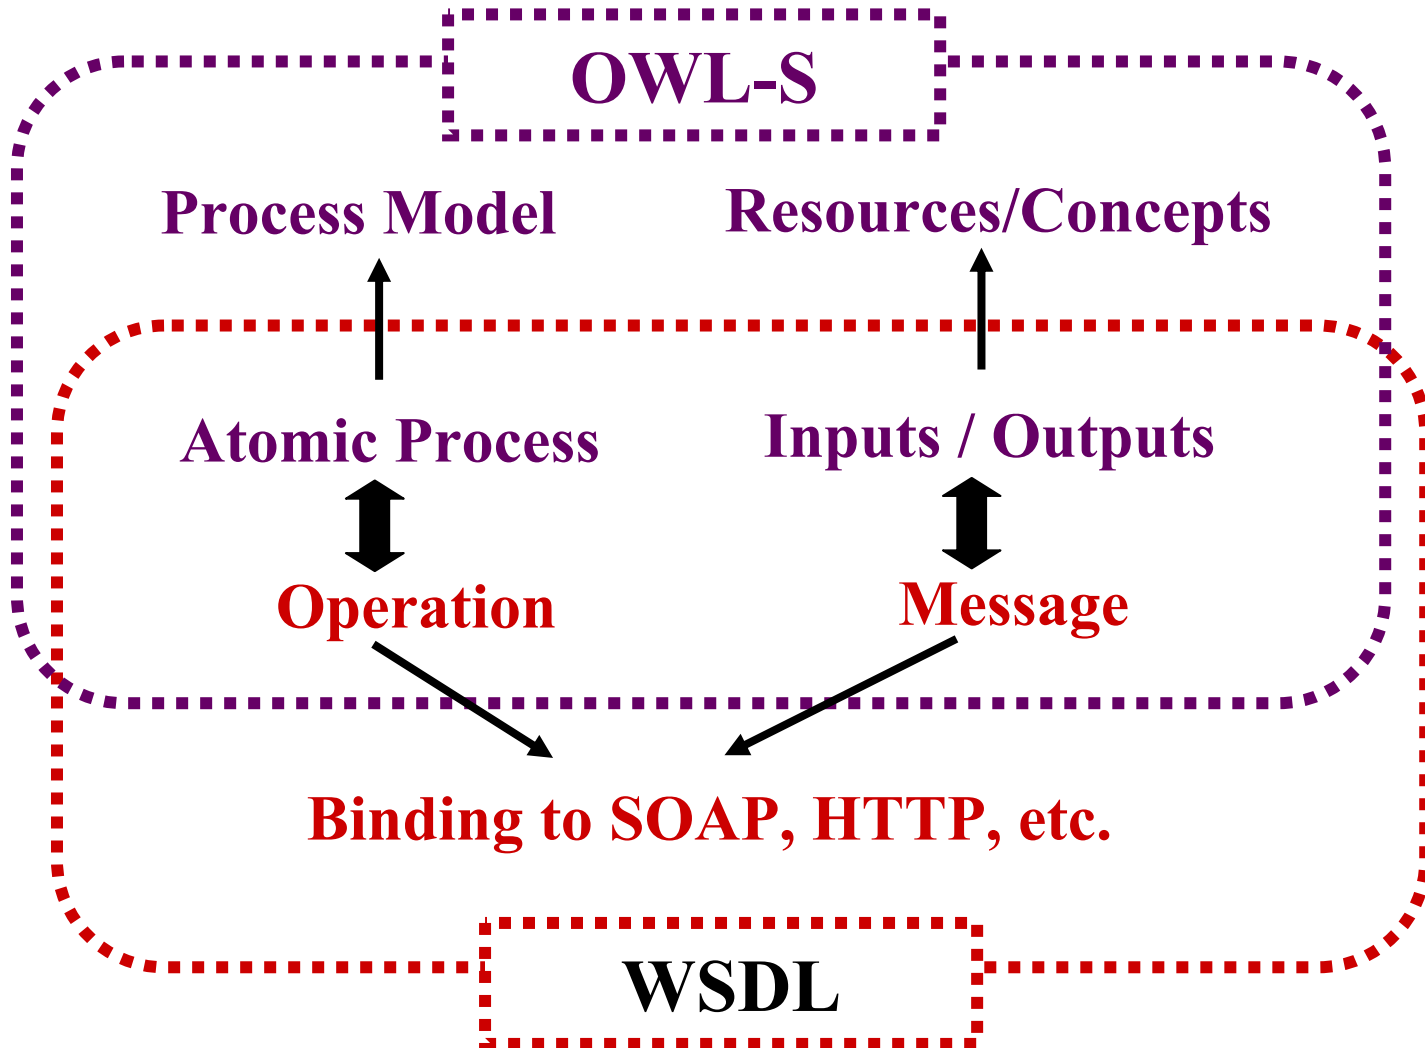 OWL-S
Process Model
Resources/Concepts
Atomic Process
Inputs / Outputs
Operation
Message
Binding to SOAP, HTTP, etc.
WSDL